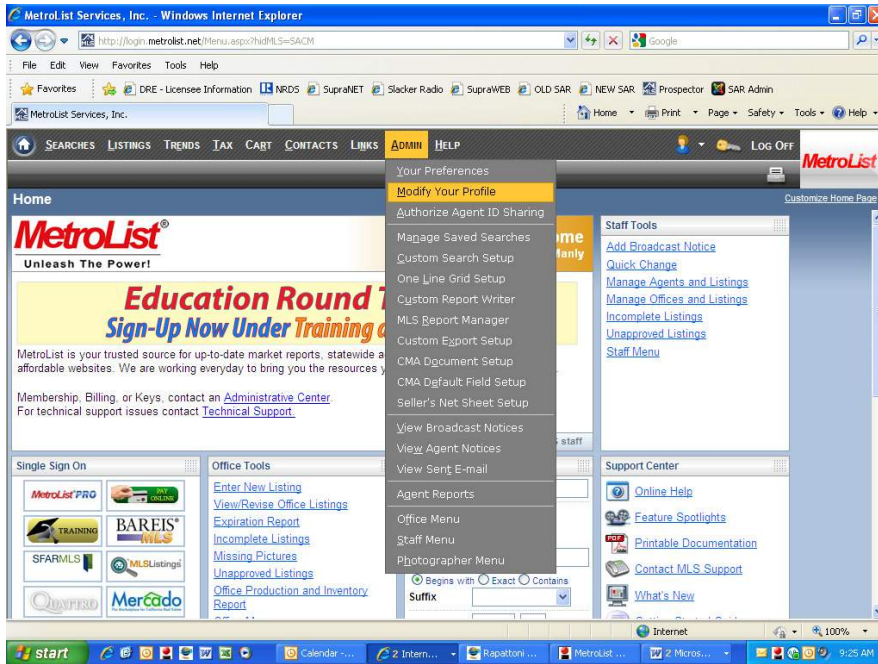 MetroList Services, Inc. - Windows Internet Explorer
http://login.metrolist.net/Menu.aspx?hidMLS=SACM
Google
File Edit View Favorites Tools Help
Favorites DRE - Licensee Information NRDS SupraNET Slacker Radio SupraWEB OLD SAR NEW SAR Prospector SAR Admin
MetroList Services, Inc.
Home Print Page Safety Tools Help
SEARCHES LISTINGS TRENDS TAX CART CONTACTS LINKS ADMIN HELP
LOG OFF
MetroList
Home
Customize Home Page
Your Preferences
Modify Your Profile
Authorize Agent ID Sharing
Manage Saved Searches
Custom Search Setup
One Line Grid Setup
Custom Report Writer
MLS Report Manager
Custom Export Setup
CMA Document Setup
CMA Default Field Setup
Seller's Net Sheet Setup
View Broadcast Notices
View Agent Notices
View Sent E-mail
Agent Reports
Office Menu
Staff Menu
Photographer Menu
MetroList®
Unleash The Power!
me
Manly
Education Round T
Sign-Up Now Under Training
MetroList is your trusted source for up-to-date market reports, statewide a
affordable websites. We are working everyday to bring you the resources y
Membership, Billing, or Keys, contact an Administrative Center.
For technical support issues contact Technical Support.
staff
Staff Tools
Add Broadcast Notice
Quick Change
Manage Agents and Listings
Manage Offices and Listings
Incomplete Listings
Unapproved Listings
Staff Menu
Single Sign On
MetroList PRO
PAY ONLINE
TRAINING
BAREIS®
MLS
SFARMLS
MLSListings
QUATTRO
Mercado
Office Tools
Enter New Listing
View/Revise Office Listings
Expiration Report
Incomplete Listings
Missing Pictures
Unapproved Listings
Office Production and Inventory
Report
Begins with Exact Contains
Suffix
Support Center
Online Help
Feature Spotlights
Printable Documentation
Contact MLS Support
What's New
Internet 100%
start Calendar -... 2 Intern... Rapattoni ... MetroList ... 2 Micros... 9:25 AM